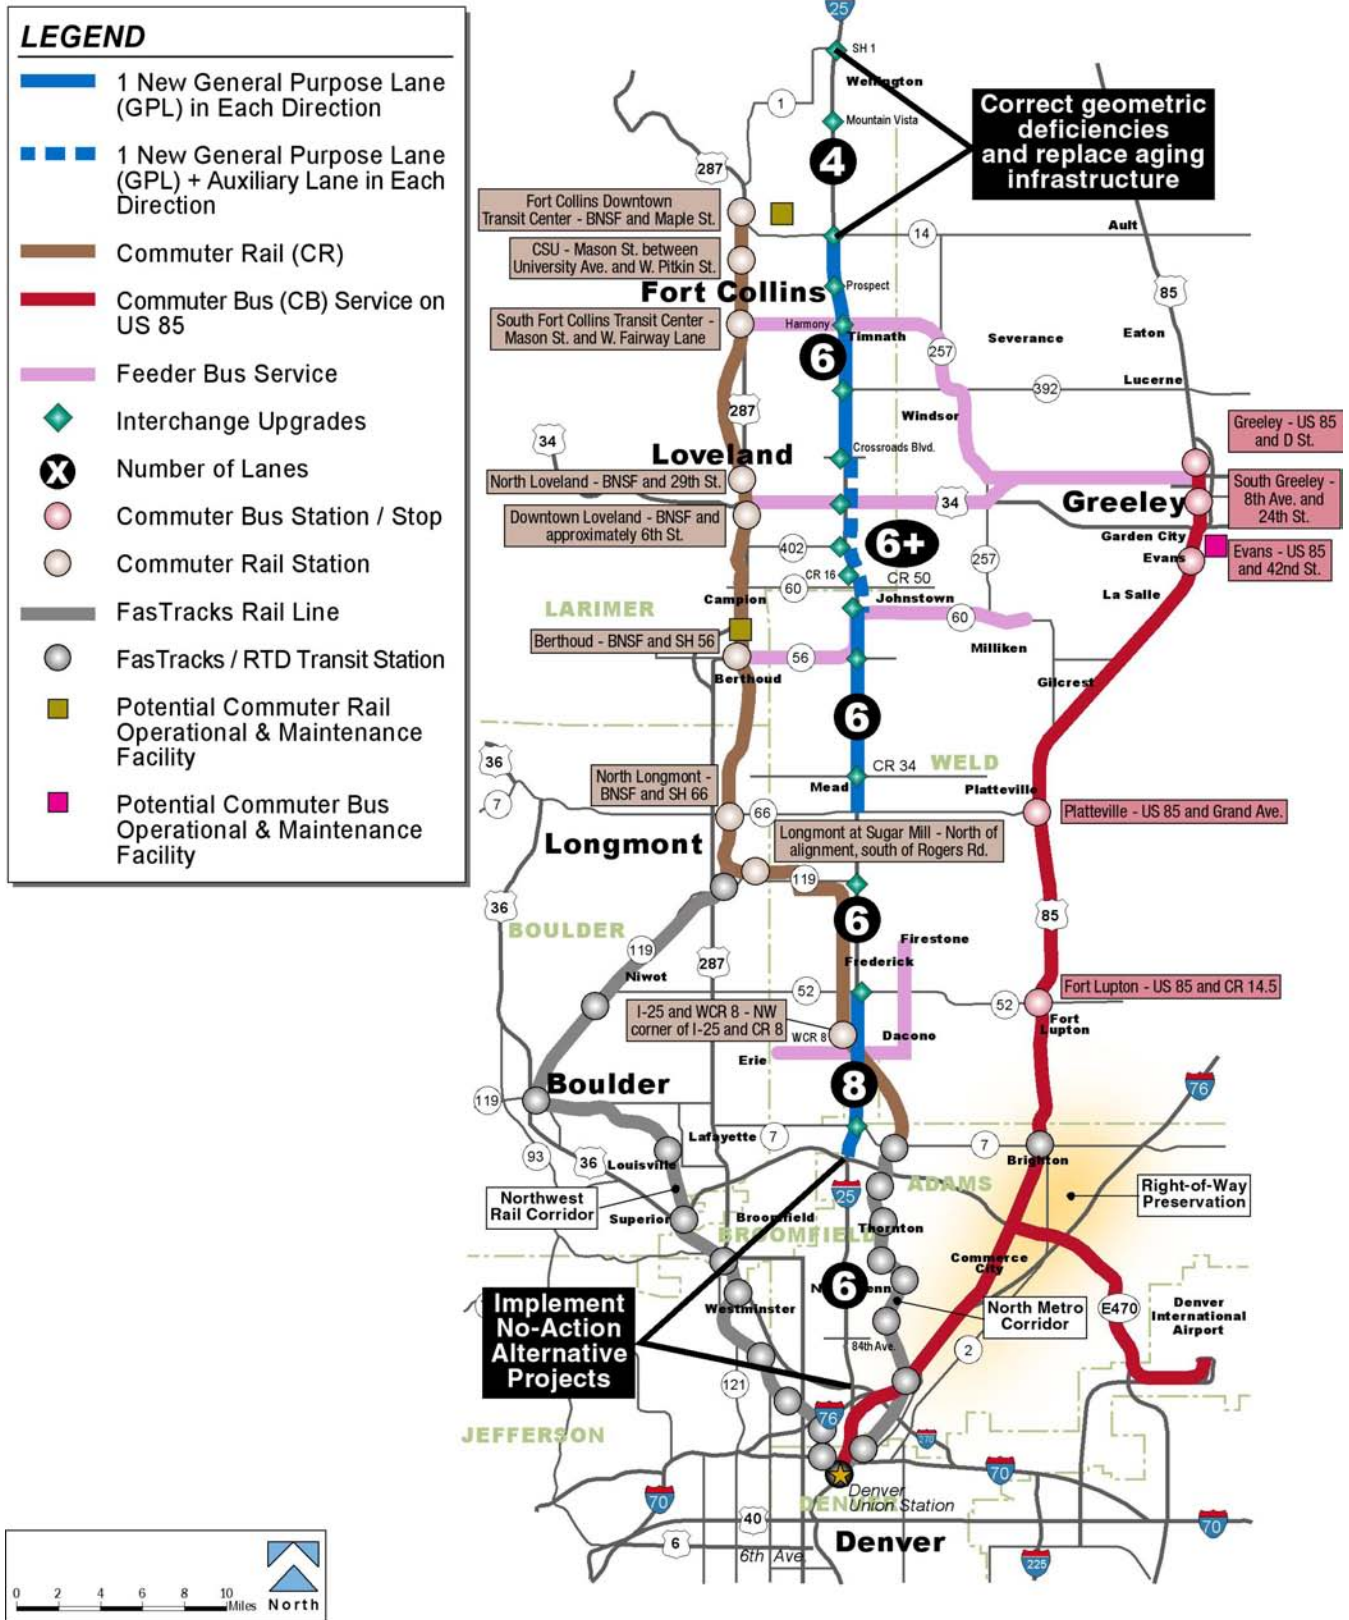 LEGEND
1 New General Purpose Lane
(GPL) in Each Direction
1 New General Purpose Lane
(GPL) + Auxiliary Lane in Each
Direction
Commuter Rail (CR)
Commuter Bus (CB) Service on
US 85
Feeder Bus Service
Interchange Upgrades
X
Number of Lanes
Commuter Bus Station / Stop
Commuter Rail Station
FasTracks Rail Line
FasTracks / RTD Transit Station
Potential Commuter Rail
Operational & Maintenance
Facility
Potential Commuter Bus
Operational & Maintenance
Facility
25
SH 1
Wellington
1
Mountain Vista
Correct geometric
deficiencies
and replace aging
infrastructure
4
287
Fort Collins Downtown
Transit Center - BNSF and Maple St.
14
Ault
CSU - Mason St. between
University Ave. and W. Pitkin St.
Fort Collins
Prospect
85
South Fort Collins Transit Center -
Mason St. and W. Fairway Lane
Harmony
Timnath
6
257
Severance
Eaton
392
Lucerne
287
Windsor
34
Crossroads Blvd.
Loveland
Greeley - US 85
and D St.
North Loveland - BNSF and 29th St.
34
Greeley
South Greeley -
8th Ave. and
24th St.
Downtown Loveland - BNSF and
approximately 6th St.
402
6+
Garden City
Evans
Evans - US 85
and 42nd St.
257
CR 16
CR 50
60
Campion
Johnstown
La Salle
LARIMER
60
Berthoud - BNSF and SH 56
56
Milliken
Berthoud
Gilcrest
6
36
7
North Longmont -
BNSF and SH 66
CR 34
WELD
Mead
Platteville
66
Platteville - US 85 and Grand Ave.
Longmont
Longmont at Sugar Mill - North of
alignment, south of Rogers Rd.
119
36
6
85
BOULDER
Firestone
119
287
Frederick
Niwot
52
52
Fort Lupton - US 85 and CR 14.5
I-25 and WCR 8 - NW
corner of I-25 and CR 8
WCR 8
Dacono
Fort
Lupton
Erie
Boulder
8
76
119
Lafayette
7
7
93
36
Louisville
Brighton
Northwest
Rail Corridor
25
ADAMS
Right-of-Way
Preservation
Superior
Broomfield
BROOMFIELD
Thornton
Commerce
City
6
Implement
No-Action
Alternative
Projects
Westminster
North Metro
Corridor
E470
Denver
International
Airport
84th Ave.
2
121
76
JEFFERSON
270
70
70
Denver
Union Station
DENVER
40
70
6
6th Ave.
Denver
225
0 2 4 6 8 10
Miles
North